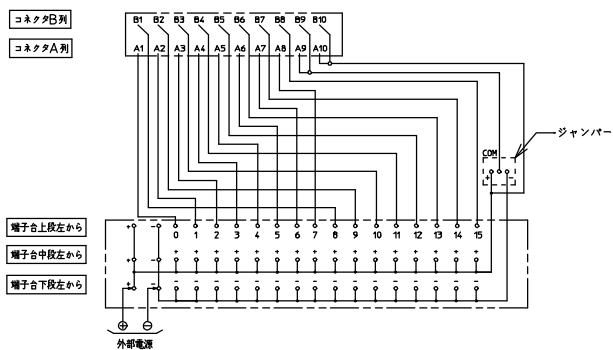 コネクタB列
B1 B2 B3 B4 B5 B6 B7 B8 B9 B10
コネクタA列
A1 A2 A3 A4 A5 A6 A7 A8 A9 A10
ジャンパー
COM
+ −
端子台上段左から
+ − 0 1 2 3 4 5 6 7 8 9 10 11 12 13 14 15
端子台中段左から
+ − + + + + + + + + + + + + + + + +
端子台下段左から
+ − − − − − − − − − − − − − − − − −
+ −
外部電源